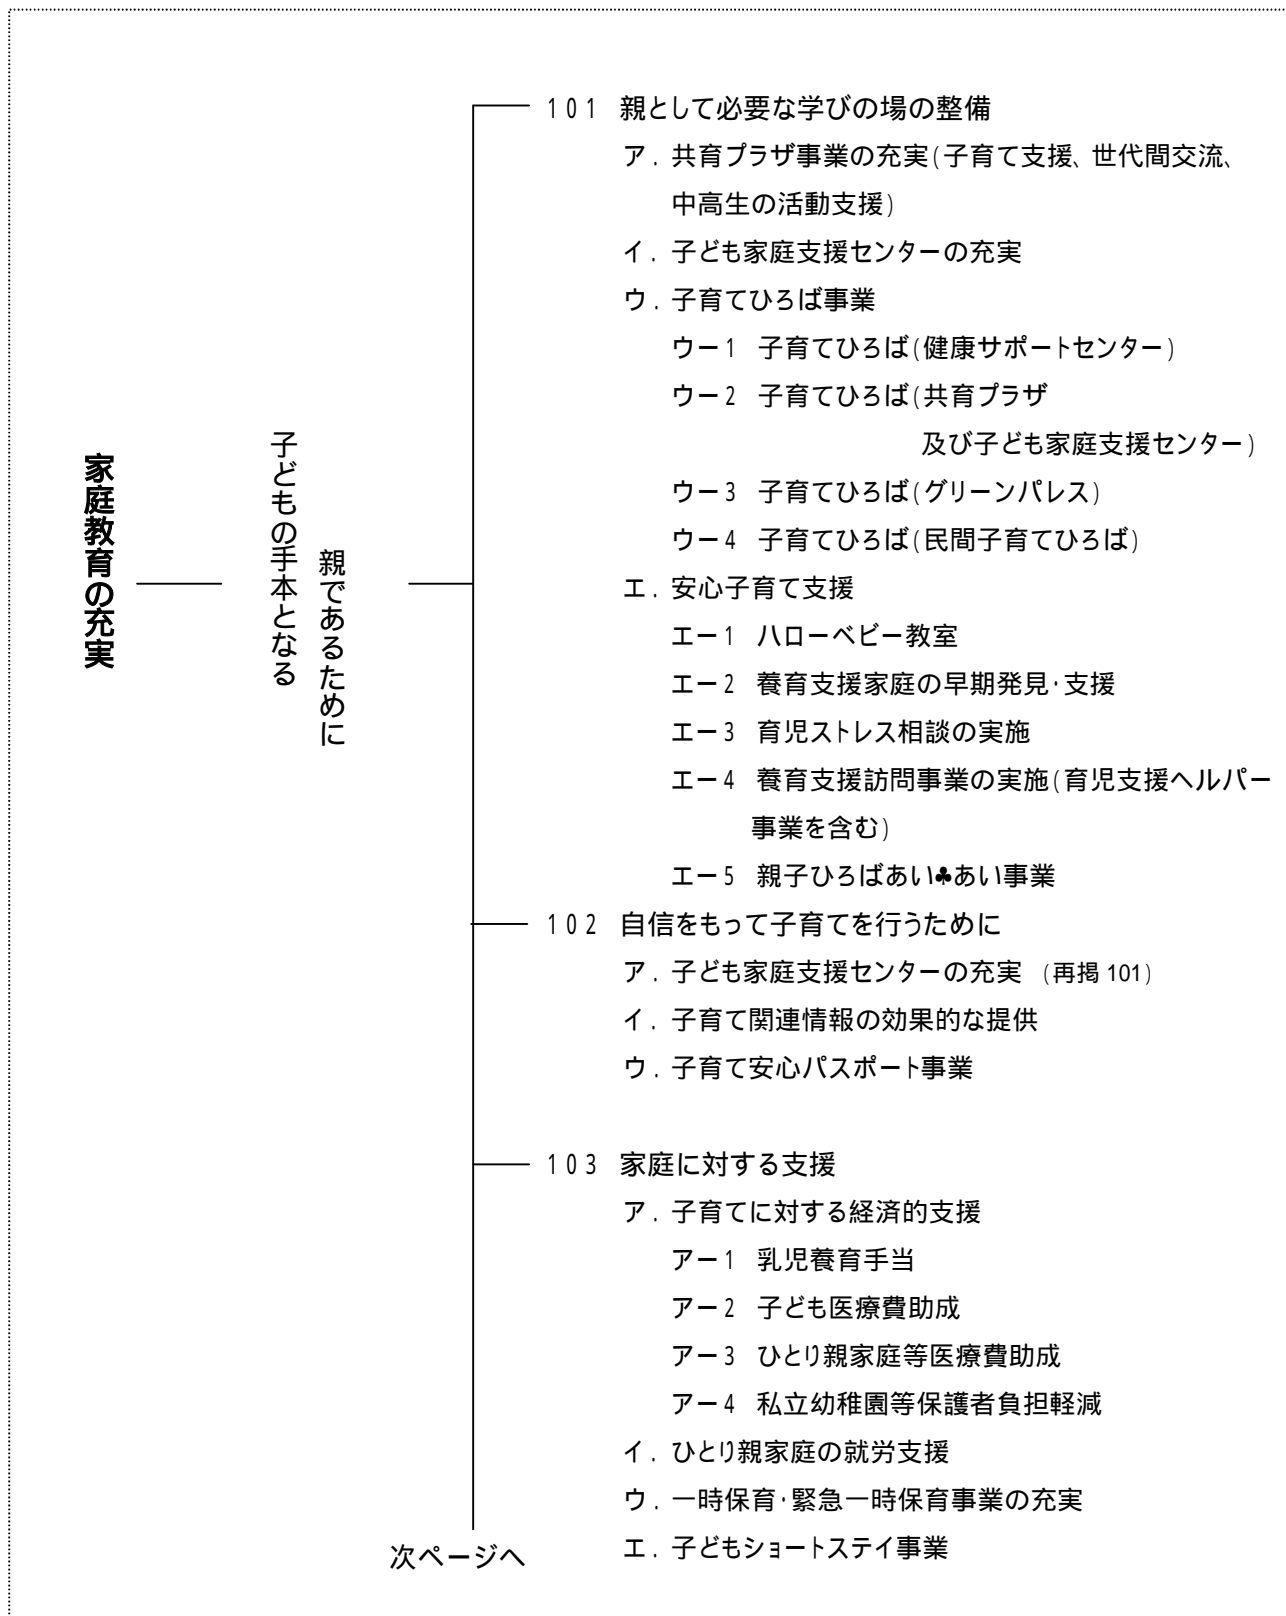 家庭教育の充実
子どもの手本となる
親であるために
101 親として必要な学びの場の整備
ア．共育プラザ事業の充実(子育て支援、世代間交流、
中高生の活動支援)
イ．子ども家庭支援センターの充実
ウ．子育てひろば事業
ウー1 子育てひろば(健康サポートセンター)
ウー2 子育てひろば(共育プラザ
及び子ども家庭支援センター)
ウー3 子育てひろば(グリーンパレス)
ウー4 子育てひろば(民間子育てひろば)
エ．安心子育て支援
エー1 ハローベビー教室
エー2 養育支援家庭の早期発見・支援
エー3 育児ストレス相談の実施
エー4 養育支援訪問事業の実施(育児支援ヘルパー
事業を含む)
エー5 親子ひろばあい♣あい事業
102 自信をもって子育てを行うために
ア．子ども家庭支援センターの充実 (再掲 101)
イ．子育て関連情報の効果的な提供
ウ．子育て安心パスポート事業
103 家庭に対する支援
ア．子育てに対する経済的支援
アー1 乳児養育手当
アー2 子ども医療費助成
アー3 ひとり親家庭等医療費助成
アー4 私立幼稚園等保護者負担軽減
イ．ひとり親家庭の就労支援
ウ．一時保育・緊急一時保育事業の充実
エ．子どもショートステイ事業
次ページへ